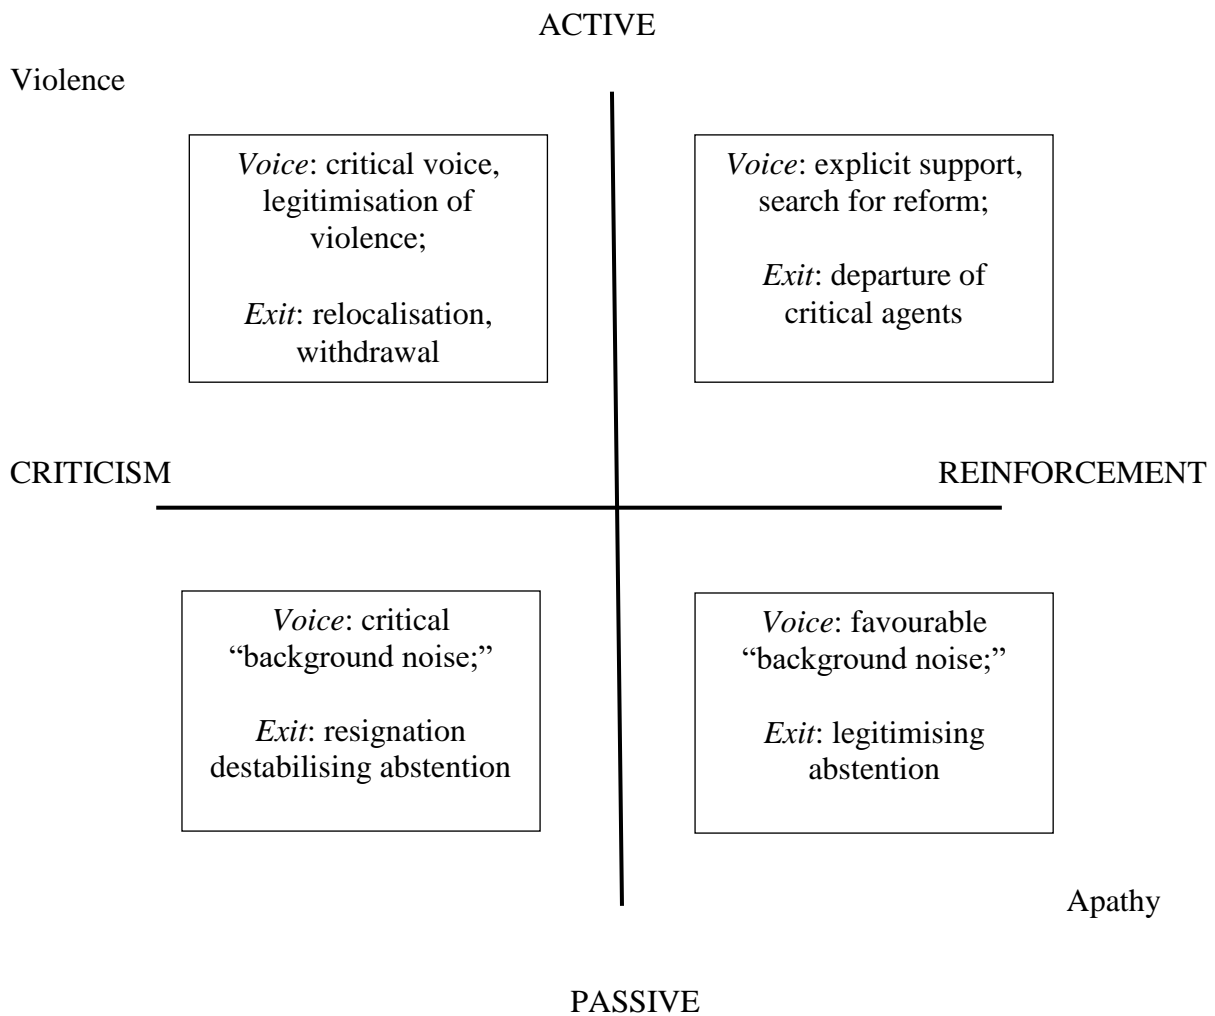 ACTIVE
Violence
Voice: critical voice,
legitimisation of
violence;
Exit: relocalisation,
withdrawal
Voice: explicit support,
search for reform;
Exit: departure of
critical agents
CRITICISM
REINFORCEMENT
Voice: critical
“background noise;”
Exit: resignation
destabilising abstention
Voice: favourable
“background noise;”
Exit: legitimising
abstention
Apathy
PASSIVE